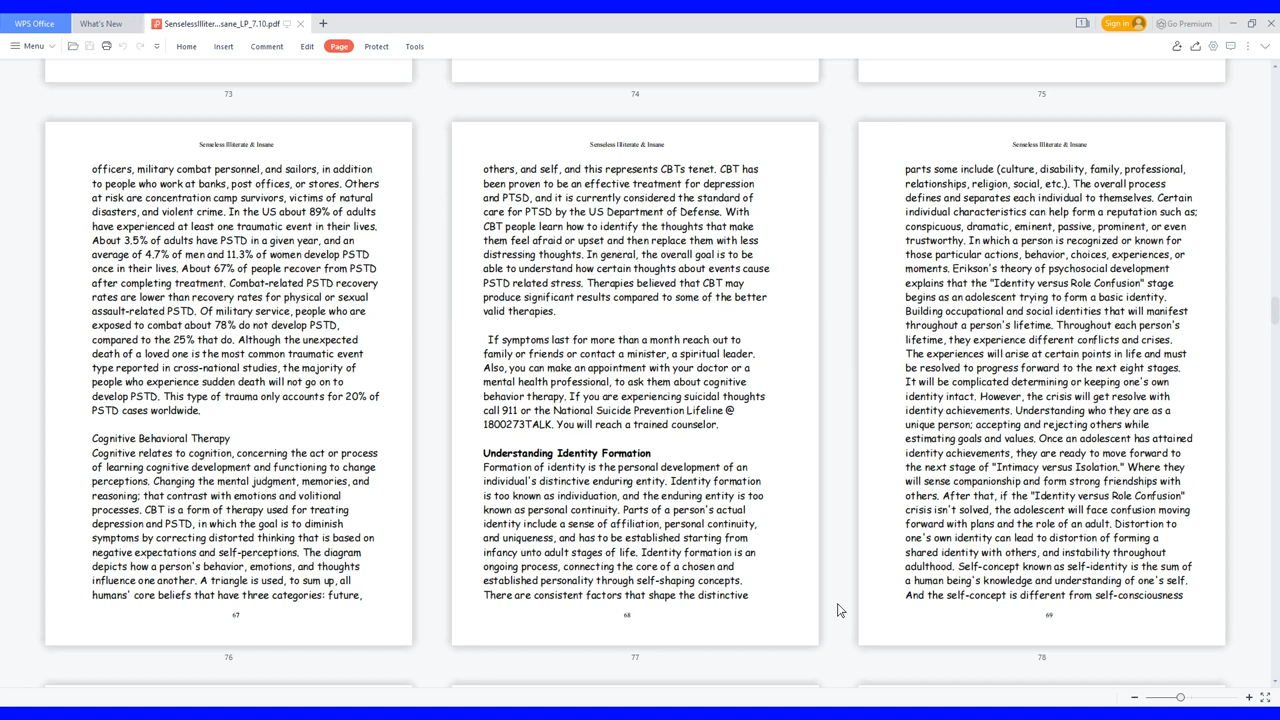 WPS Office
What's New
SenselessIlliter...sane_LP_7.10.pdf
1
Sign in
Go Premium
Menu
Home
Insert
Comment
Edit
Page
Protect
Tools
73
74
75
Senseless Illiterate & Insane
officers, military combat personnel, and sailors, in addition
to people who work at banks, post offices, or stores. Others
at risk are concentration camp survivors, victims of natural
disasters, and violent crime. In the US about 89% of adults
have experienced at least one traumatic event in their lives.
About 3.5% of adults have PSTD in a given year, and an
average of 4.7% of men and 11.3% of women develop PSTD
once in their lives. About 67% of people recover from PSTD
after completing treatment. Combat-related PSTD recovery
rates are lower than recovery rates for physical or sexual
assault-related PSTD. Of military service, people who are
exposed to combat about 78% do not develop PSTD,
compared to the 25% that do. Although the unexpected
death of a loved one is the most common traumatic event
type reported in cross-national studies, the majority of
people who experience sudden death will not go on to
develop PSTD. This type of trauma only accounts for 20% of
PSTD cases worldwide.
Cognitive Behavioral Therapy
Cognitive relates to cognition, concerning the act or process
of learning cognitive development and functioning to change
perceptions. Changing the mental judgment, memories, and
reasoning; that contrast with emotions and volitional
processes. CBT is a form of therapy used for treating
depression and PSTD, in which the goal is to diminish
symptoms by correcting distorted thinking that is based on
negative expectations and self-perceptions. The diagram
depicts how a person's behavior, emotions, and thoughts
influence one another. A triangle is used, to sum up, all
humans' core beliefs that have three categories: future,
67
76
Senseless Illiterate & Insane
others, and self, and this represents CBTs tenet. CBT has
been proven to be an effective treatment for depression
and PTSD, and it is currently considered the standard of
care for PTSD by the US Department of Defense. With
CBT people learn how to identify the thoughts that make
them feel afraid or upset and then replace them with less
distressing thoughts. In general, the overall goal is to be
able to understand how certain thoughts about events cause
PSTD related stress. Therapies believed that CBT may
produce significant results compared to some of the better
valid therapies.
If symptoms last for more than a month reach out to
family or friends or contact a minister, a spiritual leader.
Also, you can make an appointment with your doctor or a
mental health professional, to ask them about cognitive
behavior therapy. If you are experiencing suicidal thoughts
call 911 or the National Suicide Prevention Lifeline @
1800273TALK. You will reach a trained counselor.
Understanding Identity Formation
Formation of identity is the personal development of an
individual's distinctive enduring entity. Identity formation
is too known as individuation, and the enduring entity is too
known as personal continuity. Parts of a person's actual
identity include a sense of affiliation, personal continuity,
and uniqueness, and has to be established starting from
infancy unto adult stages of life. Identity formation is an
ongoing process, connecting the core of a chosen and
established personality through self-shaping concepts.
There are consistent factors that shape the distinctive
68
77
Senseless Illiterate & Insane
parts some include (culture, disability, family, professional,
relationships, religion, social, etc.). The overall process
defines and separates each individual to themselves. Certain
individual characteristics can help form a reputation such as;
conspicuous, dramatic, eminent, passive, prominent, or even
trustworthy. In which a person is recognized or known for
those particular actions, behavior, choices, experiences, or
moments. Erikson's theory of psychosocial development
explains that the "Identity versus Role Confusion" stage
begins as an adolescent trying to form a basic identity.
Building occupational and social identities that will manifest
throughout a person's lifetime. Throughout each person's
lifetime, they experience different conflicts and crises.
The experiences will arise at certain points in life and must
be resolved to progress forward to the next eight stages.
It will be complicated determining or keeping one's own
identity intact. However, the crisis will get resolve with
identity achievements. Understanding who they are as a
unique person; accepting and rejecting others while
estimating goals and values. Once an adolescent has attained
identity achievements, they are ready to move forward to
the next stage of "Intimacy versus Isolation." Where they
will sense companionship and form strong friendships with
others. After that, if the "Identity versus Role Confusion"
crisis isn't solved, the adolescent will face confusion moving
forward with plans and the role of an adult. Distortion to
one's own identity can lead to distortion of forming a
shared identity with others, and instability throughout
adulthood. Self-concept known as self-identity is the sum of
a human being's knowledge and understanding of one's self.
And the self-concept is different from self-consciousness
69
78